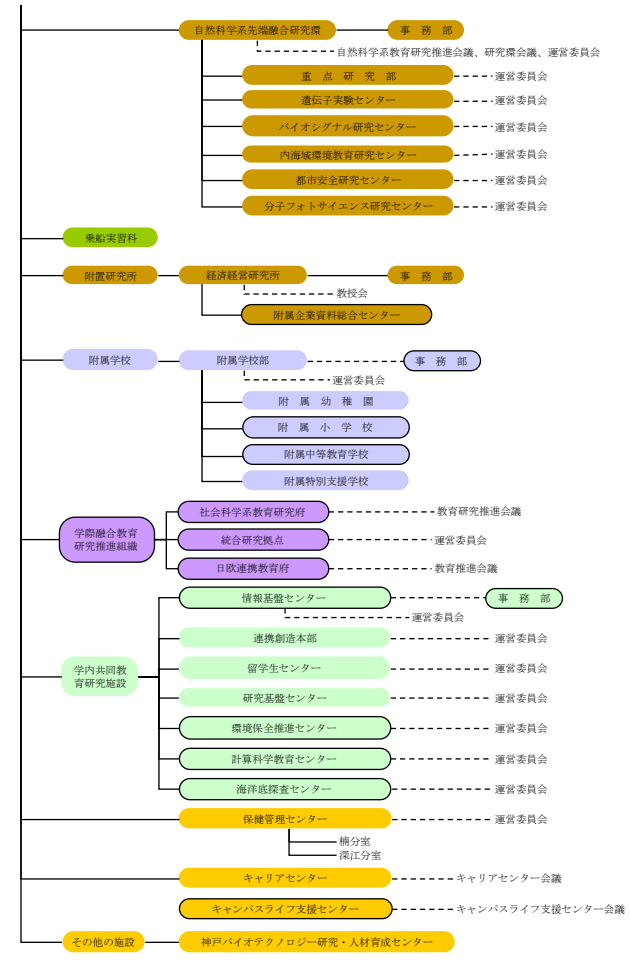 自然科学系先端融合研究環
事 務 部
自然科学系教育研究推進会議、研究環会議、運営委員会
重 点 研 究 部
運営委員会
遺伝子実験センター
運営委員会
バイオシグナル研究センター
運営委員会
内海域環境教育研究センター
運営委員会
都市安全研究センター
運営委員会
分子フォトサイエンス研究センター
運営委員会
乗船実習科
附置研究所
経済経営研究所
事 務 部
教授会
附属企業資料総合センター
附属学校
附属学校部
事 務 部
運営委員会
附 属 幼 稚 園
附 属 小 学 校
附属中等教育学校
附属特別支援学校
学際融合教育
研究推進組織
社会科学系教育研究府
教育研究推進会議
統合研究拠点
運営委員会
日欧連携教育府
教育推進会議
学内共同教
育研究施設
情報基盤センター
事 務 部
運営委員会
連携創造本部
運営委員会
留学生センター
運営委員会
研究基盤センター
運営委員会
環境保全推進センター
運営委員会
計算科学教育センター
運営委員会
海洋底探査センター
運営委員会
保健管理センター
運営委員会
楠分室
深江分室
キャリアセンター
キャリアセンター会議
キャンパスライフ支援センター
キャンパスライフ支援センター会議
その他の施設
神戸バイオテクノロジー研究・人材育成センター